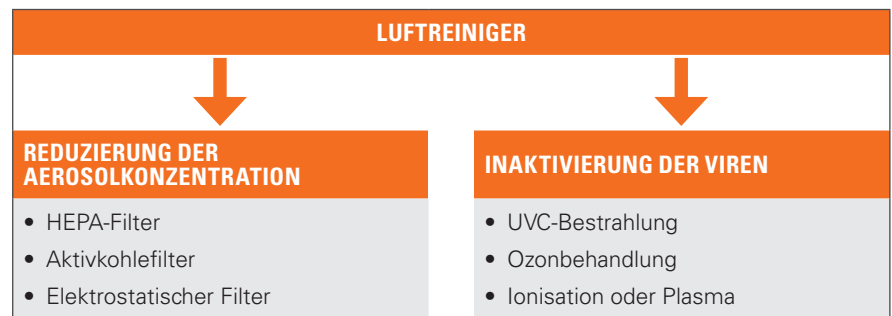 LUFTREINIGER
REDUZIERUNG DER
AEROSOLKONZENTRATION
• HEPA-Filter
• Aktivkohlefilter
• Elektrostatischer Filter
INAKTIVIERUNG DER VIREN
• UVC-Bestrahlung
• Ozonbehandlung
• Ionisation oder Plasma